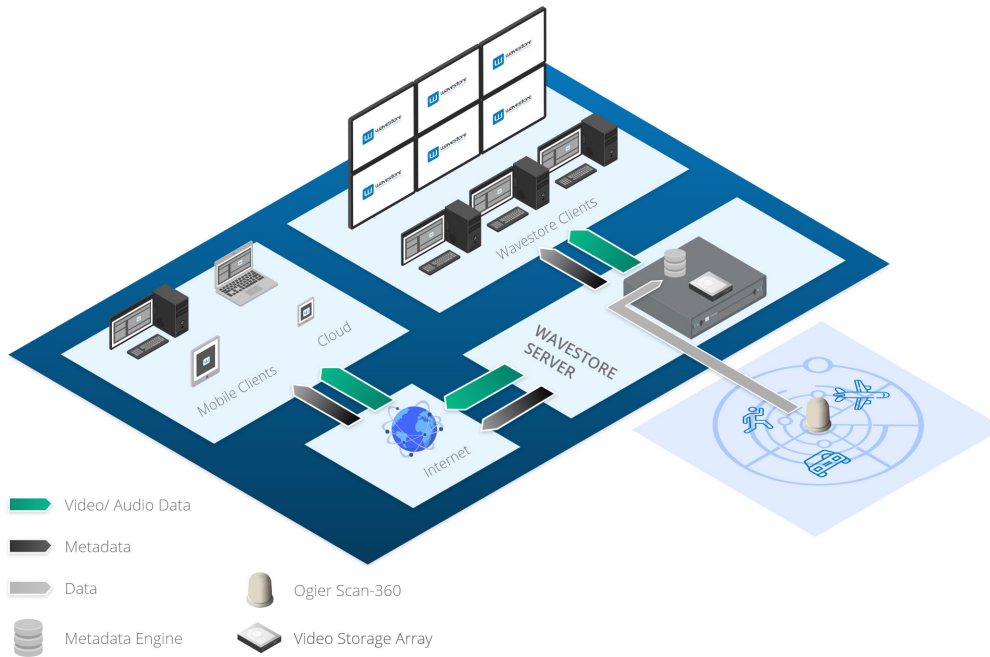 wavestore
wavestore
wavestore
wavestore
wavestore
wavestore
Wavestore Clients
Cloud
Mobile Clients
WAVESTORE
SERVER
Internet
Video/ Audio Data
Metadata
Data
Ogier Scan-360
Metadata Engine
Video Storage Array